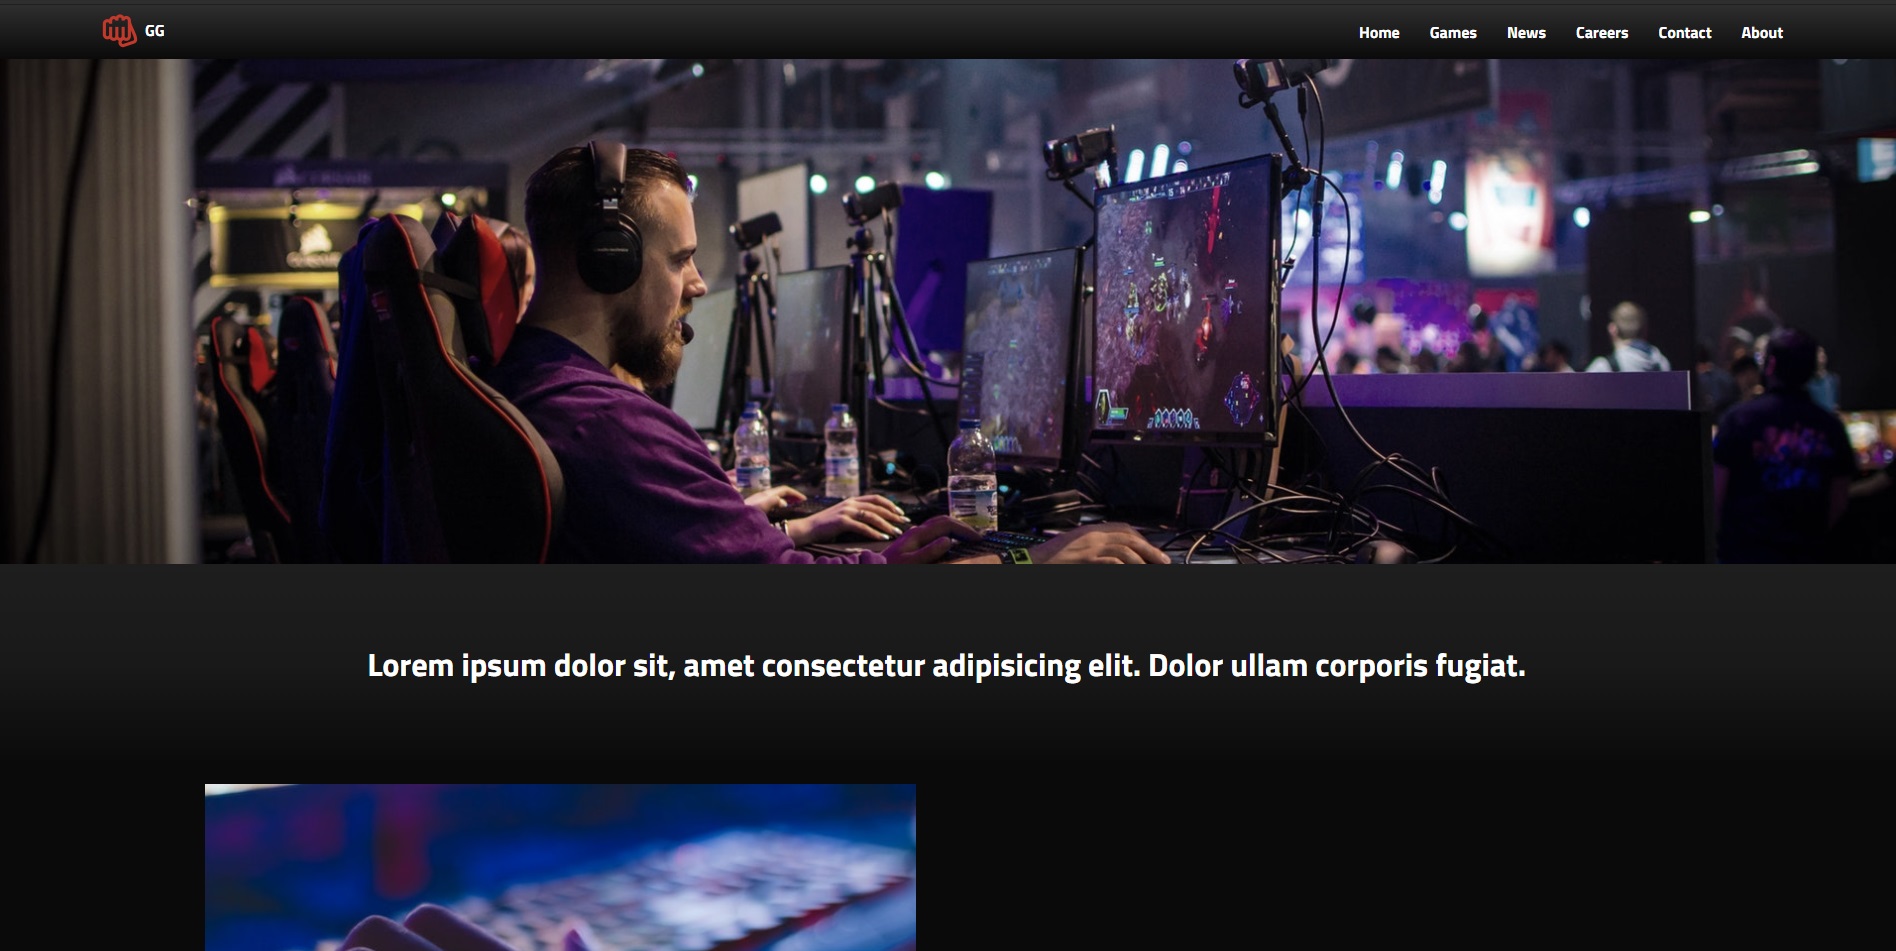 GG
Home Games News Careers Contact About
Lorem ipsum dolor sit, amet consectetur adipisicing elit. Dolor ullam corporis fugiat.